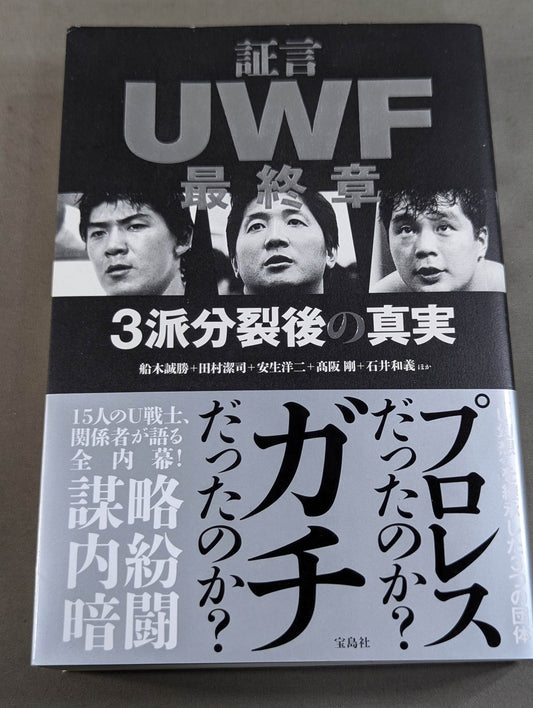 証言
UWF
最終章
3派分裂後の真実
船木誠勝+田村潔司+安生洋二+髙阪 剛+石井和義ほか
プロレス
だったのか?
ガチ
だったのか?
15人のU戦士、
関係者が語る
全内幕!
謀略
内紛
暗闘
宝島社